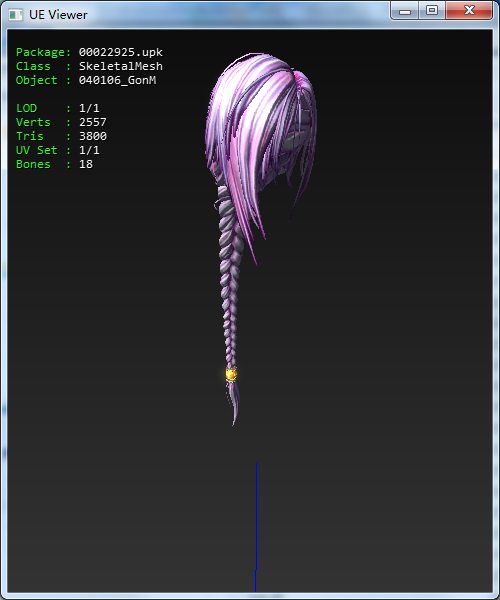 UE Viewer
Package: 00022925.upk
Class  : SkeletalMesh
Object : 040106_GonM
LOD    : 1/1
Verts  : 2557
Tris   : 3800
UV Set : 1/1
Bones  : 18